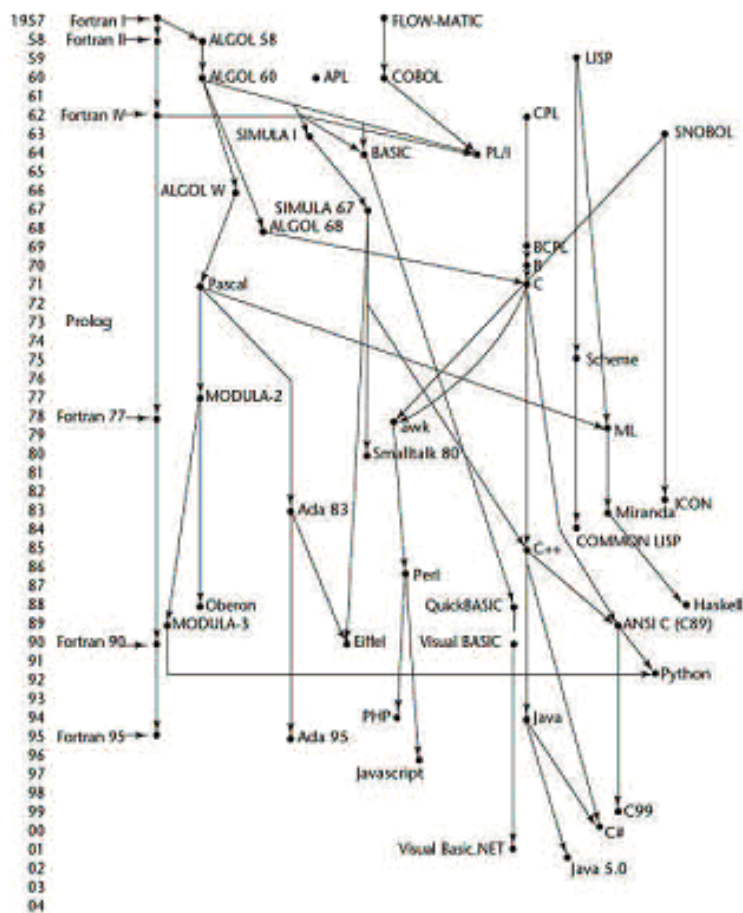 1957 Fortran I FLOW-MATIC
58 Fortran II ALGOL 58
59 LISP
60 ALGOL 60 APL COBOL
61
62 Fortran IV CPL
63 SIMULA I SNOBOL
64 BASIC PL/I
65
66 ALGOL W
67 SIMULA 67
68 ALGOL 68
69 BCPL
70 B
71 Pascal C
72
73 Prolog
74
75 Scheme
76
77 MODULA-2
78 Fortran 77 awk
79 ML
80 Smalltalk 80
81
82 ICON
83 Ada 83 Miranda
84 COMMON LISP
85 C++
86 Perl
87
88 Oberon QuickBASIC Haskell
89 MODULA-3 ANSI C (C89)
90 Fortran 90 Eiffel Visual BASIC
91
92 Python
93
94 PHP Java
95 Fortran 95 Ada 95
96 Javascript
97
98
99 C99
00 C#
01 Visual Basic.NET
02 Java 5.0
03
04